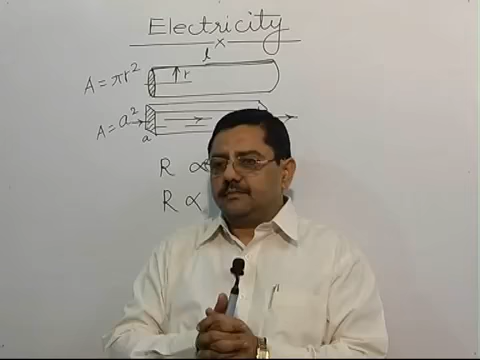 Electricity
x
l
A = πr² r
A = a²
a
R ∝
R ∝